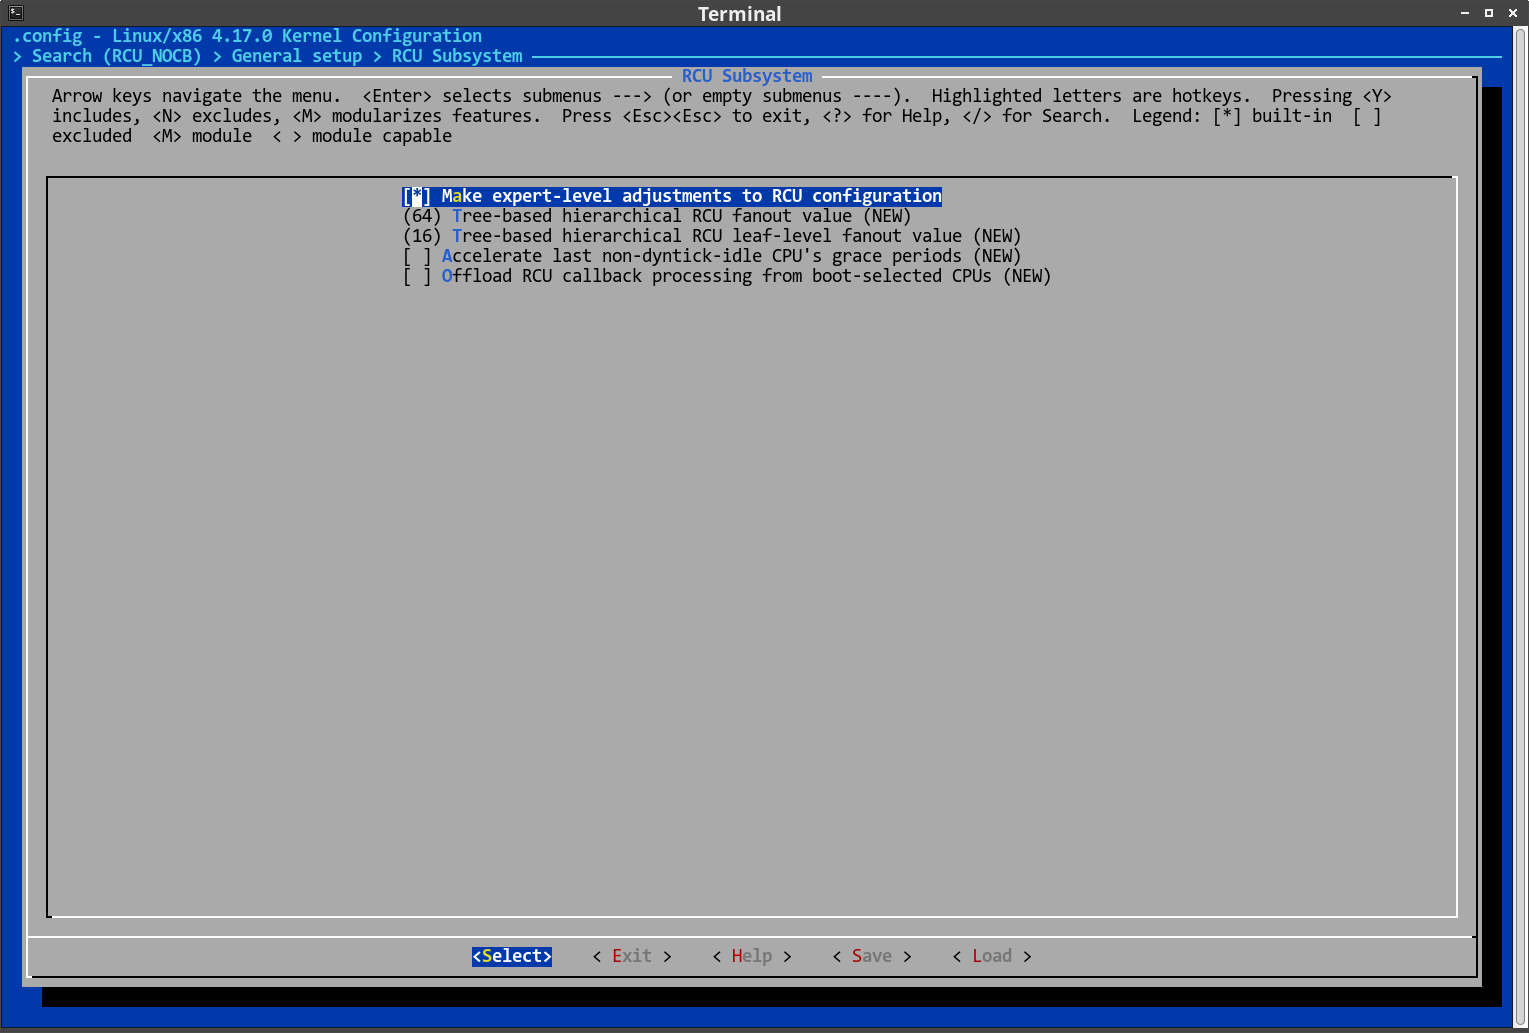 Terminal
.config - Linux/x86 4.17.0 Kernel Configuration
> Search (RCU_NOCB) > General setup > RCU Subsystem
RCU Subsystem
Arrow keys navigate the menu.  <Enter> selects submenus ---> (or empty submenus ----).  Highlighted letters are hotkeys.  Pressing <Y>
includes, <N> excludes, <M> modularizes features.  Press <Esc><Esc> to exit, <?> for Help, </> for Search.  Legend: [*] built-in  [ ]
excluded  <M> module  < > module capable
[*] Make expert-level adjustments to RCU configuration
(64) Tree-based hierarchical RCU fanout value (NEW)
(16) Tree-based hierarchical RCU leaf-level fanout value (NEW)
[ ] Accelerate last non-dyntick-idle CPU's grace periods (NEW)
[ ] Offload RCU callback processing from boot-selected CPUs (NEW)
<Select>    < Exit >    < Help >    < Save >    < Load >